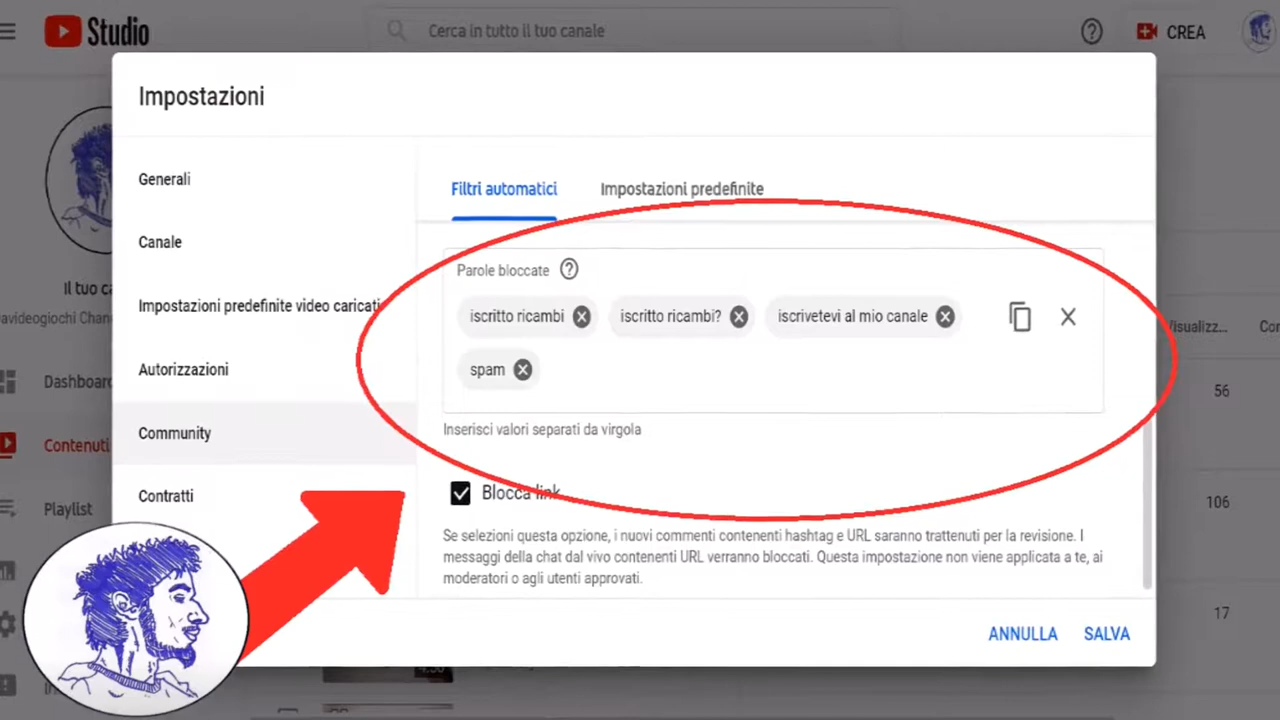 Studio
Cerca in tutto il tuo canale
CREA
Impostazioni
Generali
Canale
Impostazioni predefinite video caricati
Autorizzazioni
Community
Contratti
Filtri automatici
Impostazioni predefinite
Parole bloccate
iscritto ricambi
iscritto ricambi?
iscrivetevi al mio canale
spam
Inserisci valori separati da virgola
Blocca link
Se selezioni questa opzione, i nuovi commenti contenenti hashtag e URL saranno trattenuti per la revisione. I
messaggi della chat dal vivo contenenti URL verranno bloccati. Questa impostazione non viene applicata a te, ai
moderatori o agli utenti approvati.
ANNULLA
SALVA
Il tuo ca
avideogiochi Chan
Dashboard
Contenuti
Playlist
Visualizz...
56
106
17